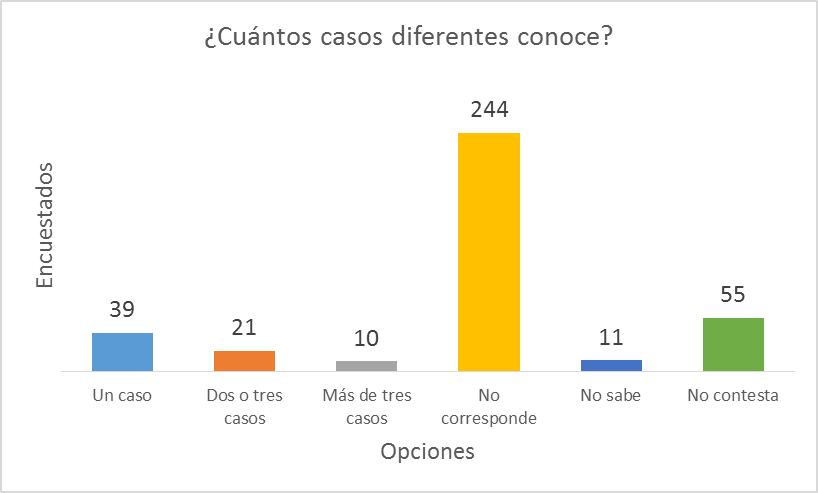 ¿Cuántos casos diferentes conoce?
Encuestados
39
21
10
244
11
55
Un caso
Dos o tres
casos
Más de tres
casos
No
corresponde
No sabe
No contesta
Opciones